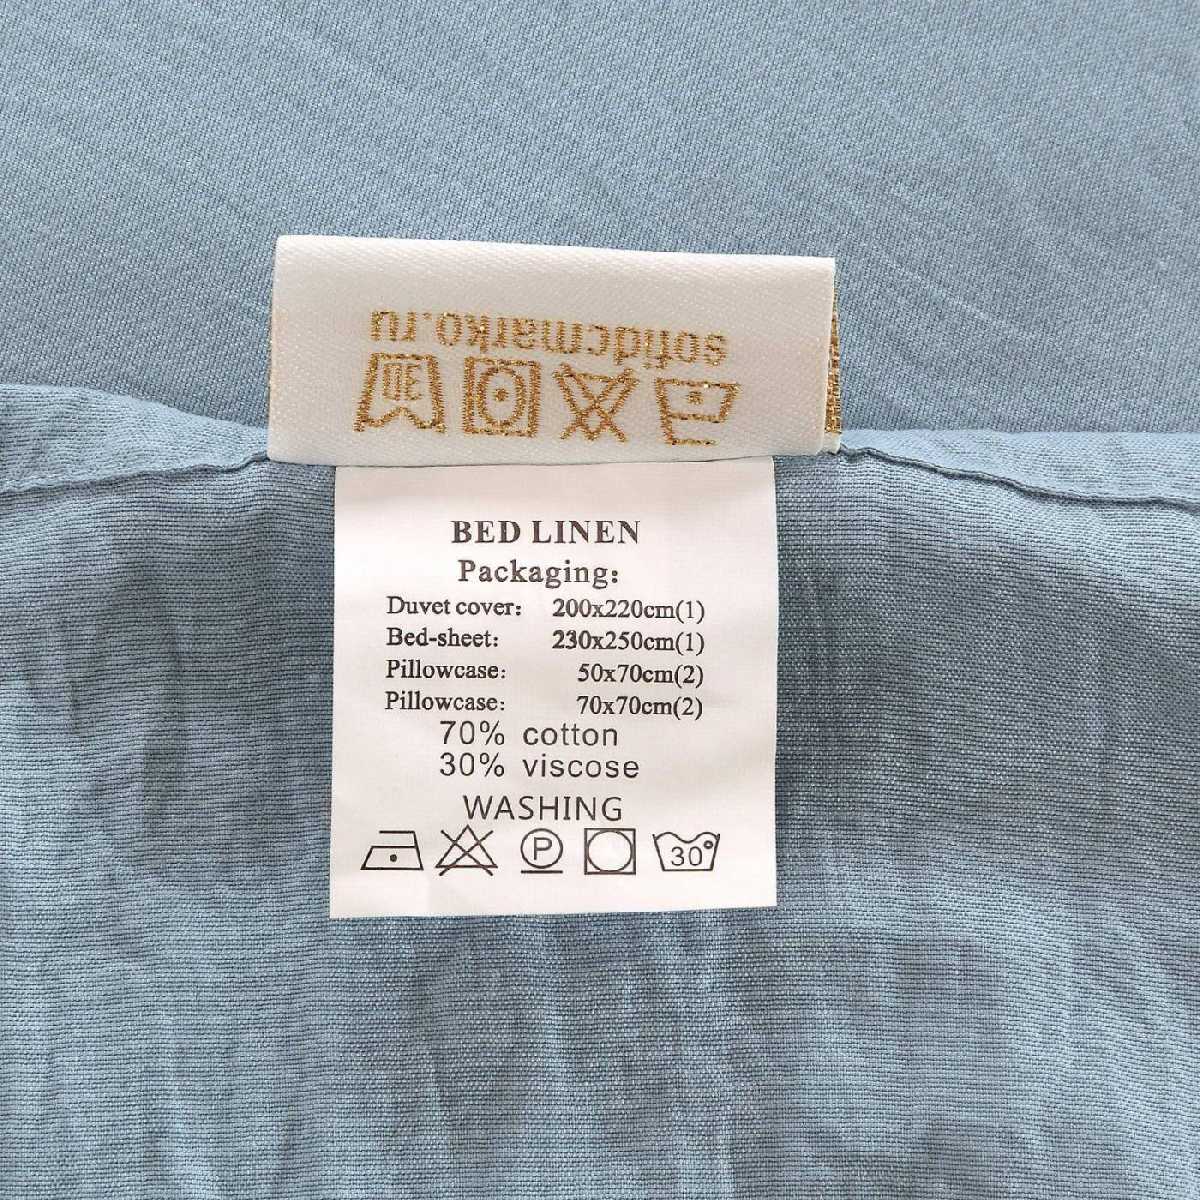 sofidemarko.ru
BED LINEN
Packaging:
Duvet cover: 200x220cm(1)
Bed-sheet: 230x250cm(1)
Pillowcase: 50x70cm(2)
Pillowcase: 70x70cm(2)
70% cotton
30% viscose
WASHING
P 30°